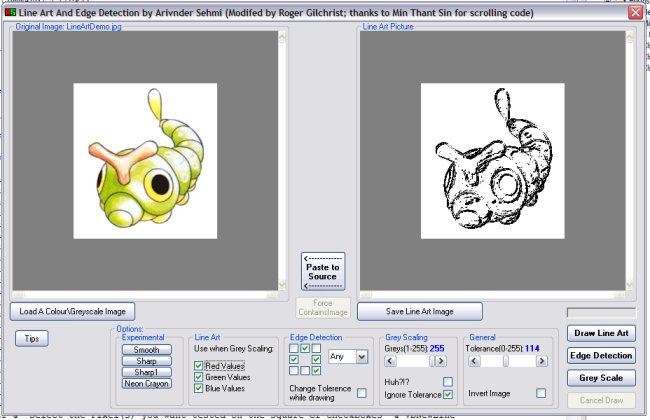 Line Art And Edge Detection by Arivnder Sehmi (Modifed by Roger Gilchrist; thanks to Min Thant Sin for scrolling code)
Original Image: LineArtDemo.jpg
Line Art Picture
<-----------
Paste to
Source
<-----------
Force
ContainsImage
Load A Colour\Greyscale Image
Save Line Art Image
Tips
Options:
Experimental
Smooth
Sharp
Sharp1
Neon Crayon
Line Art
Use when Grey Scaling:
Red Values
Green Values
Blue Values
Edge Detection
Any
Change Tolerence
while drawing
Grey Scaling
Greys(1-255): 255
Huh?!?
Ignore Tolerance
General
Tolerance(0-255): 114
Invert Image
Draw Line Art
Edge Detection
Grey Scale
Cancel Draw